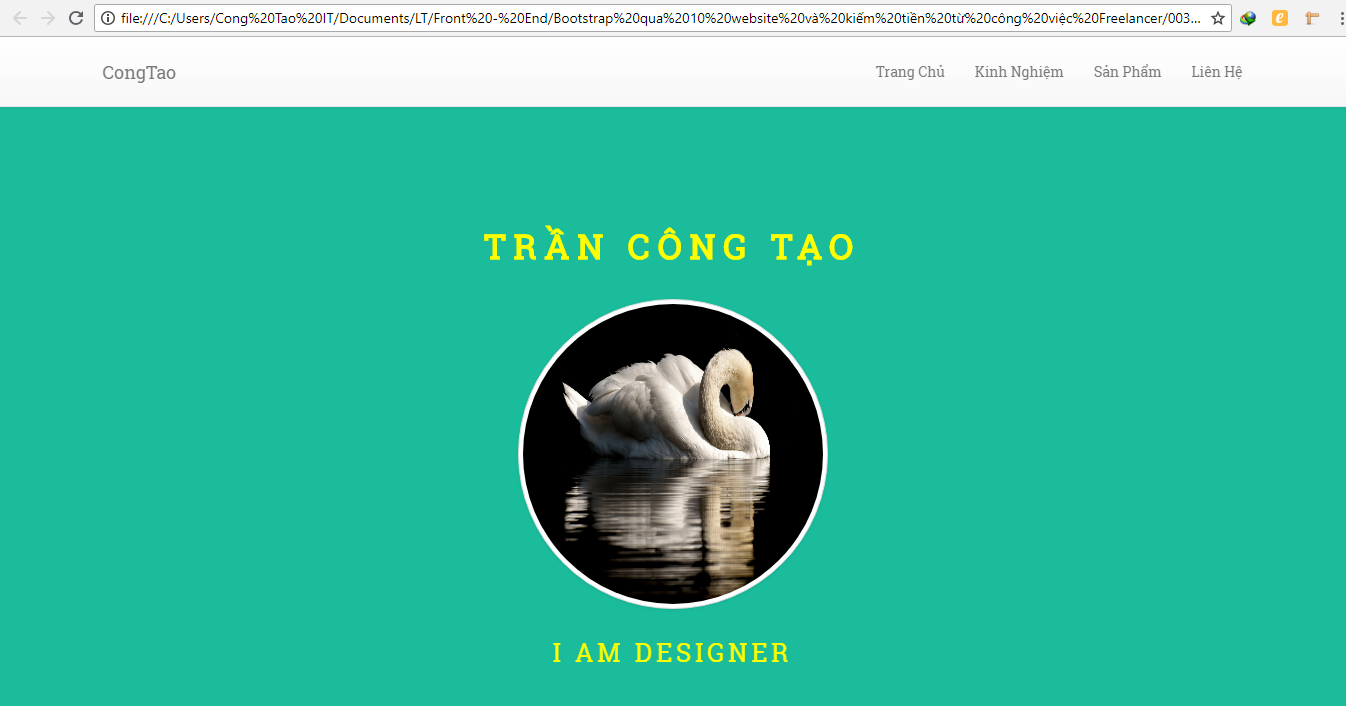 file:///C:/Users/Cong%20Tao%20IT/Documents/LT/Front%20-%20End/Bootstrap%20qua%2010%20website%20và%20kiếm%20tiền%20từ%20công%20việc%20Freelancer/003...
CongTao Trang Chủ Kinh Nghiệm Sản Phẩm Liên Hệ
TRẦN CÔNG TẠO
I AM DESIGNER